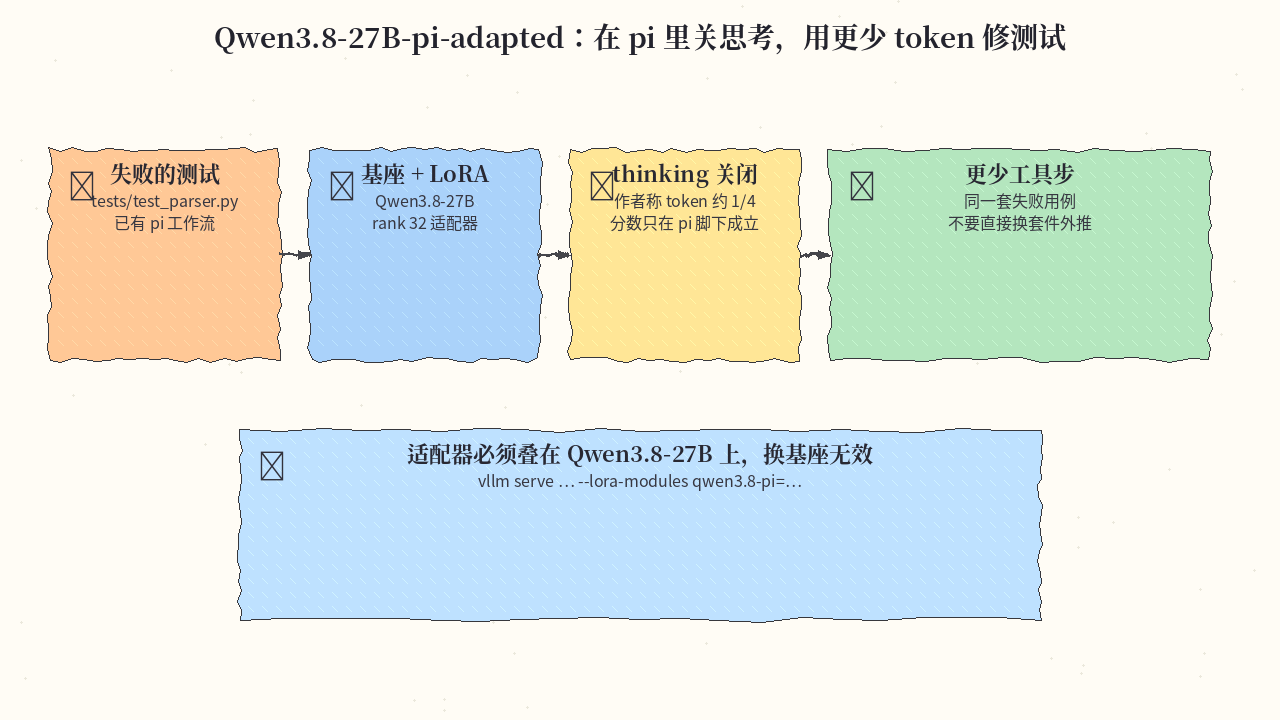 Qwen3.8-27B-pi-adapted：在 pi 里关思考，用更少 token 修测试
失败的测试
tests/test_parser.py
已有 pi 工作流
基座 + LoRA
Qwen3.8-27B
rank 32 适配器
thinking 关闭
作者称 token 约 1/4
分数只在 pi 脚下成立
更少工具步
同一套失败用例
不要直接换套件外推
适配器必须叠在 Qwen3.8-27B 上，换基座无效
vllm serve … --lora-modules qwen3.8-pi=…